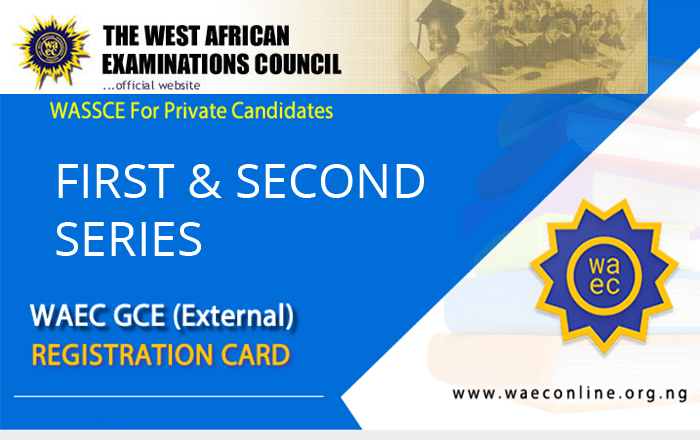 THE WEST AFRICAN
EXAMINATIONS COUNCIL
...official website
WASSCE For Private Candidates
FIRST & SECOND
SERIES
wa
ec
WAEC GCE (External)
REGISTRATION CARD
www.waeconline.org.ng